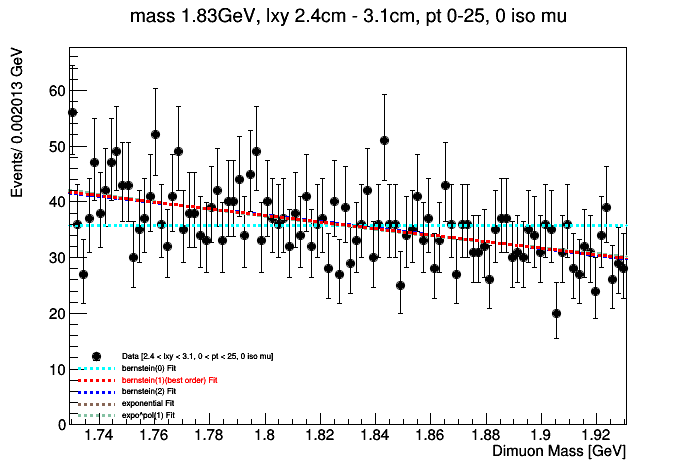 mass 1.83GeV, lxy 2.4cm - 3.1cm, pt 0-25, 0 iso mu
Events/ 0.002013 GeV
60
50
40
30
20
10
0
Data [2.4 < lxy < 3.1, 0 < pt < 25, 0 iso mu]
bernstein(0) Fit
bernstein(1)(best order) Fit
bernstein(2) Fit
exponential Fit
expo*pol(1) Fit
1.74 1.76 1.78 1.8 1.82 1.84 1.86 1.88 1.9 1.92
Dimuon Mass [GeV]